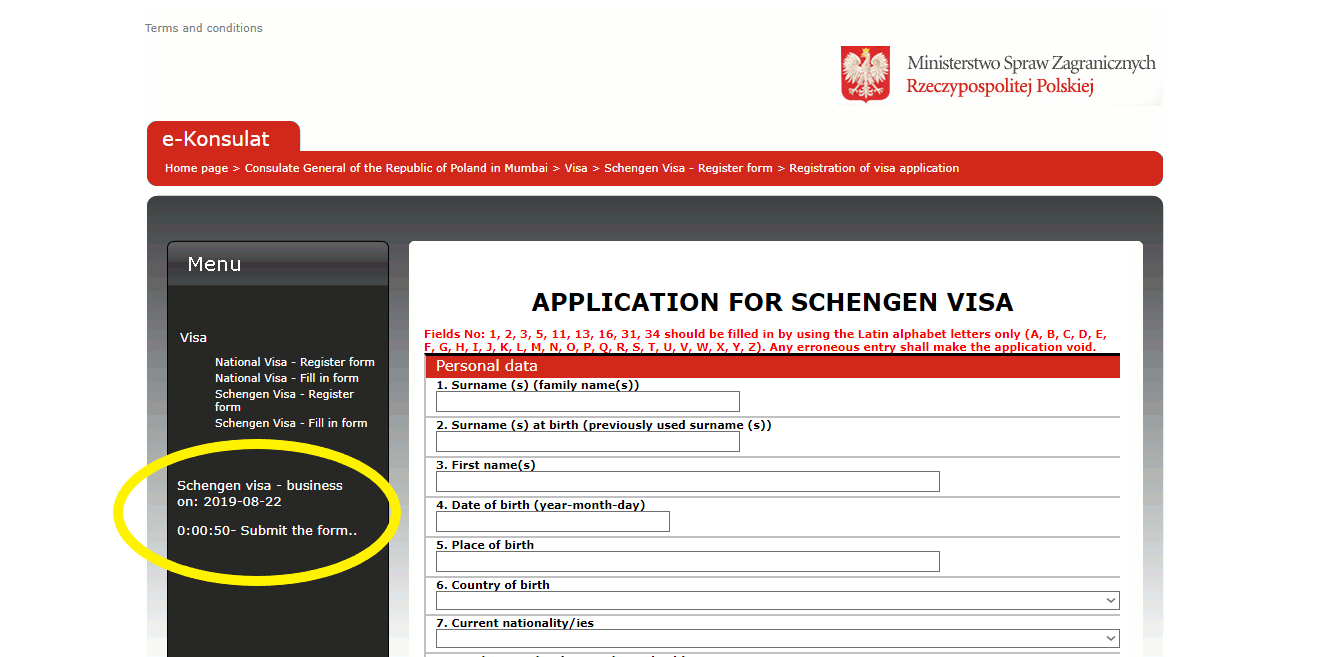 Terms and conditions
Ministerstwo Spraw Zagranicznych
Rzeczypospolitej Polskiej
e-Konsulat
Home page > Consulate General of the Republic of Poland in Mumbai > Visa > Schengen Visa - Register form > Registration of visa application
Menu
Visa
National Visa - Register form
National Visa - Fill in form
Schengen Visa - Register
form
Schengen Visa - Fill in form
Schengen visa - business
on: 2019-08-22
0:00:50- Submit the form..
APPLICATION FOR SCHENGEN VISA
Fields No: 1, 2, 3, 5, 11, 13, 16, 31, 34 should be filled in by using the Latin alphabet letters only (A, B, C, D, E,
F, G, H, I, J, K, L, M, N, O, P, Q, R, S, T, U, V, W, X, Y, Z). Any erroneous entry shall make the application void.
Personal data
1. Surname (s) (family name(s))
2. Surname (s) at birth (previously used surname (s))
3. First name(s)
4. Date of birth (year-month-day)
5. Place of birth
6. Country of birth
7. Current nationality/ies